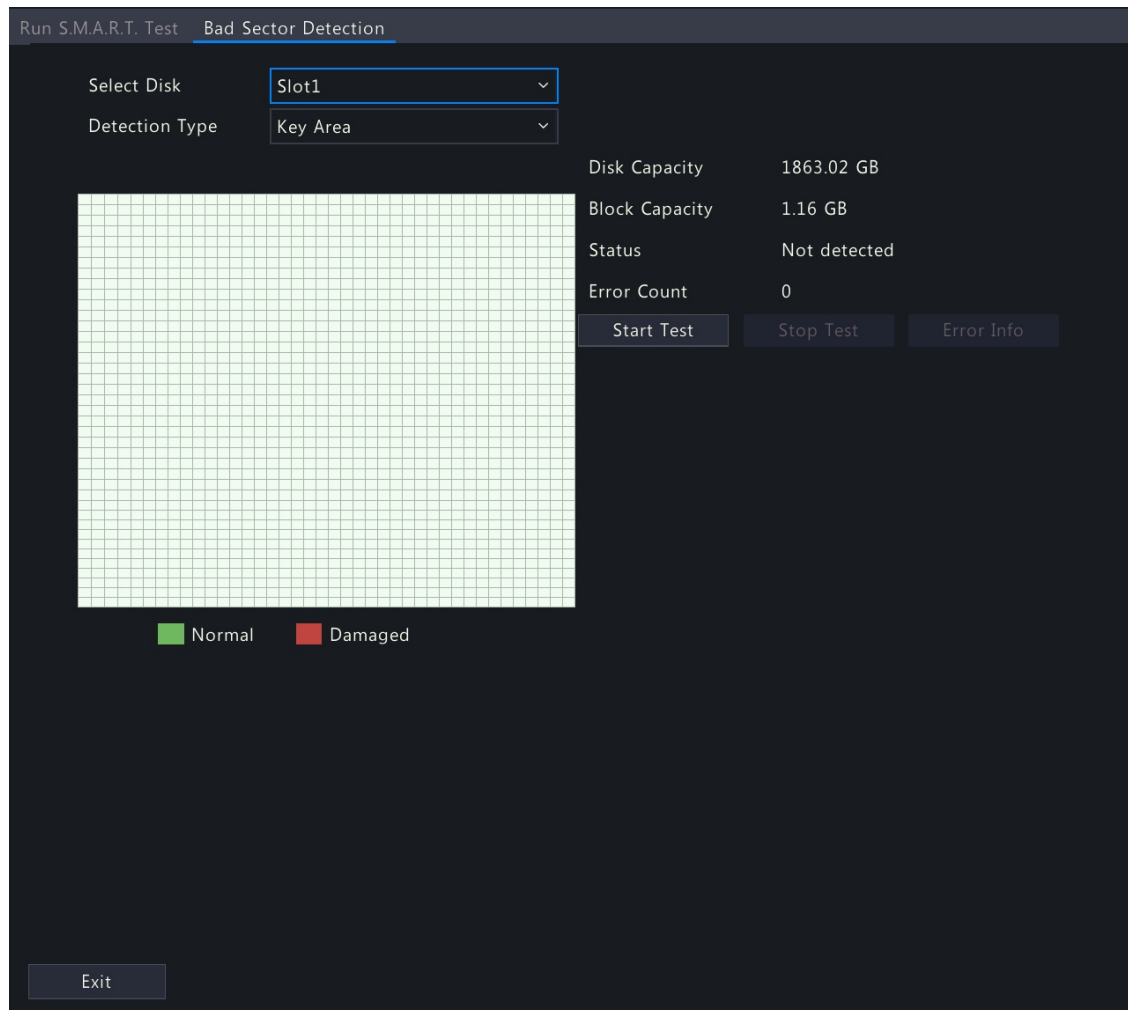 Run S.M.A.R.T. Test Bad Sector Detection
Select Disk Slot1
Detection Type Key Area
Disk Capacity 1863.02 GB
Block Capacity 1.16 GB
Status Not detected
Error Count 0
Start Test Stop Test Error Info
Normal Damaged
Exit